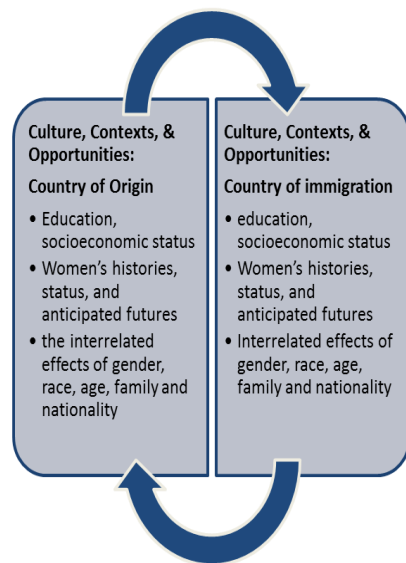 Culture, Contexts, &
Opportunities:
Country of Origin
• Education,
socioeconomic status
• Women's histories,
status, and
anticipated futures
• the interrelated
effects of gender,
race, age, family and
nationality
Culture, Contexts, &
Opportunities:
Country of immigration
• education,
socioeconomic status
• Women's histories,
status, and
anticipated futures
• Interrelated effects of
gender, race, age,
family and nationality